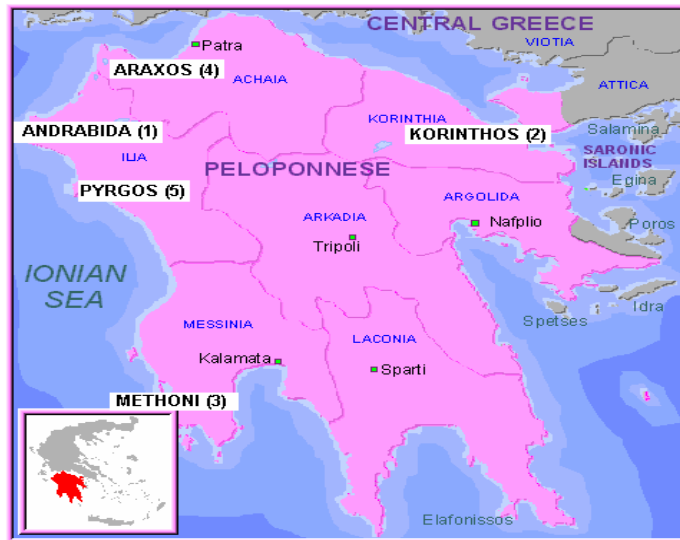 CENTRAL GREECE
VIOTIA
Patra
ARAXOS (4)
ACHAIA
ATTICA
KORINTHIA
ANDRABIDA (1)
KORINTHOS (2)
Salamina
ILIA
SARONIC
ISLANDS
PELOPONNESE
Egina
PYRGOS (5)
ARGOLIDA
ARKADIA
Nafplio
Poros
Tripoli
IONIAN
SEA
Idra
Spetses
MESSINIA
LACONIA
Kalamata
Sparti
METHONI (3)
Elafonissos